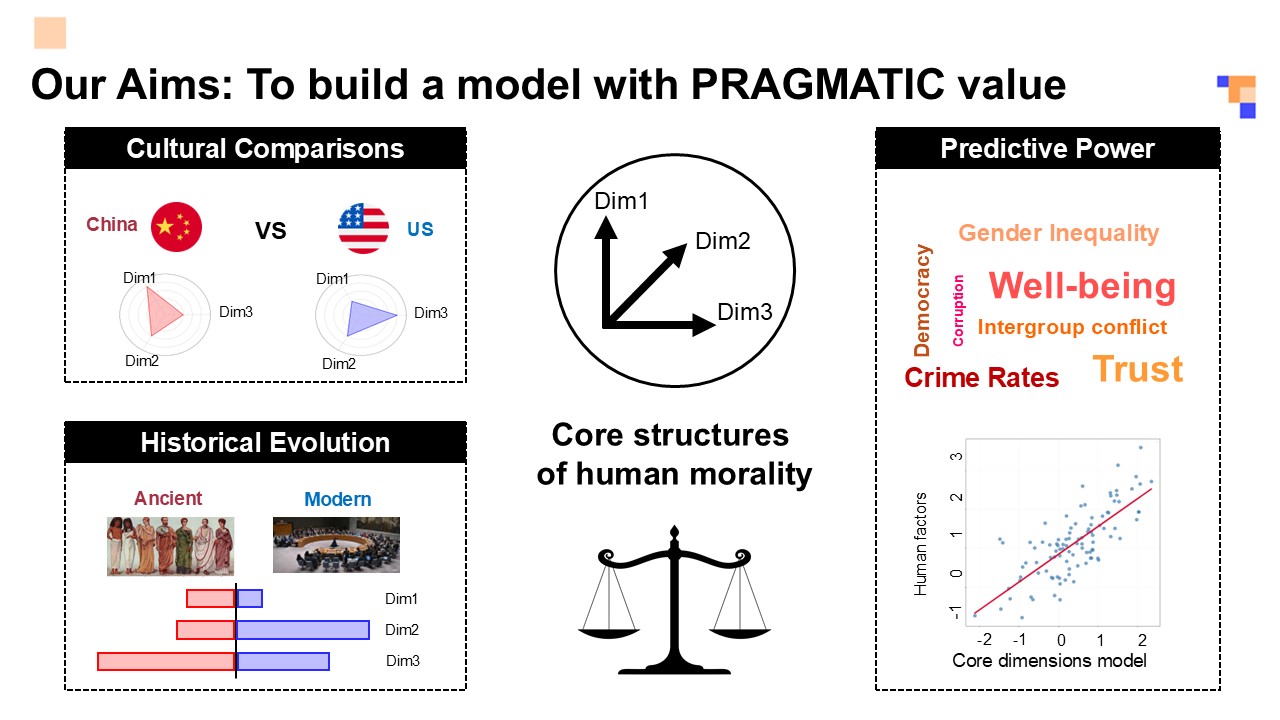 Our Aims: To build a model with PRAGMATIC value
Cultural Comparisons
China
VS
US
Dim1
Dim3
Dim2
Dim1
Dim3
Dim2
Historical Evolution
Ancient
Modern
Dim1
Dim2
Dim3
Dim1
Dim2
Dim3
Core structures
of human morality
Predictive Power
Gender Inequality
Democracy
Corruption
Well-being
Intergroup conflict
Crime Rates
Trust
Human factors
3
2
1
0
-1
-2 -1 0 1 2
Core dimensions model